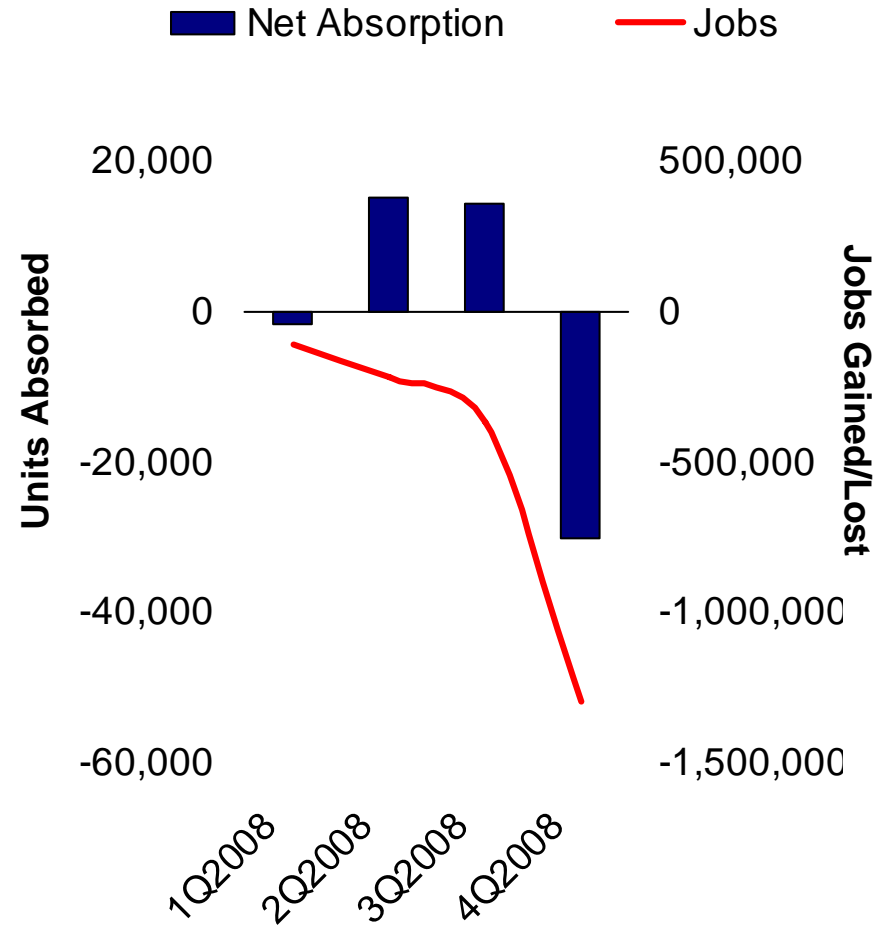 Net Absorption
Jobs
20,000
0
-20,000
-40,000
-60,000
Units Absorbed
500,000
0
-500,000
-1,000,000
-1,500,000
Jobs Gained/Lost
1Q2008
2Q2008
3Q2008
4Q2008